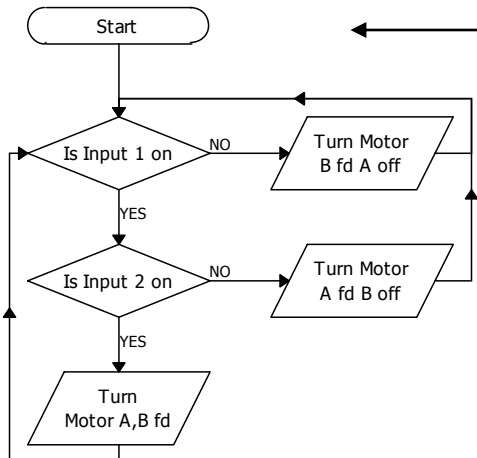 Start
Is Input 1 on
NO
Turn Motor
B fd A off
YES
Is Input 2 on
NO
Turn Motor
A fd B off
YES
Turn
Motor A,B fd